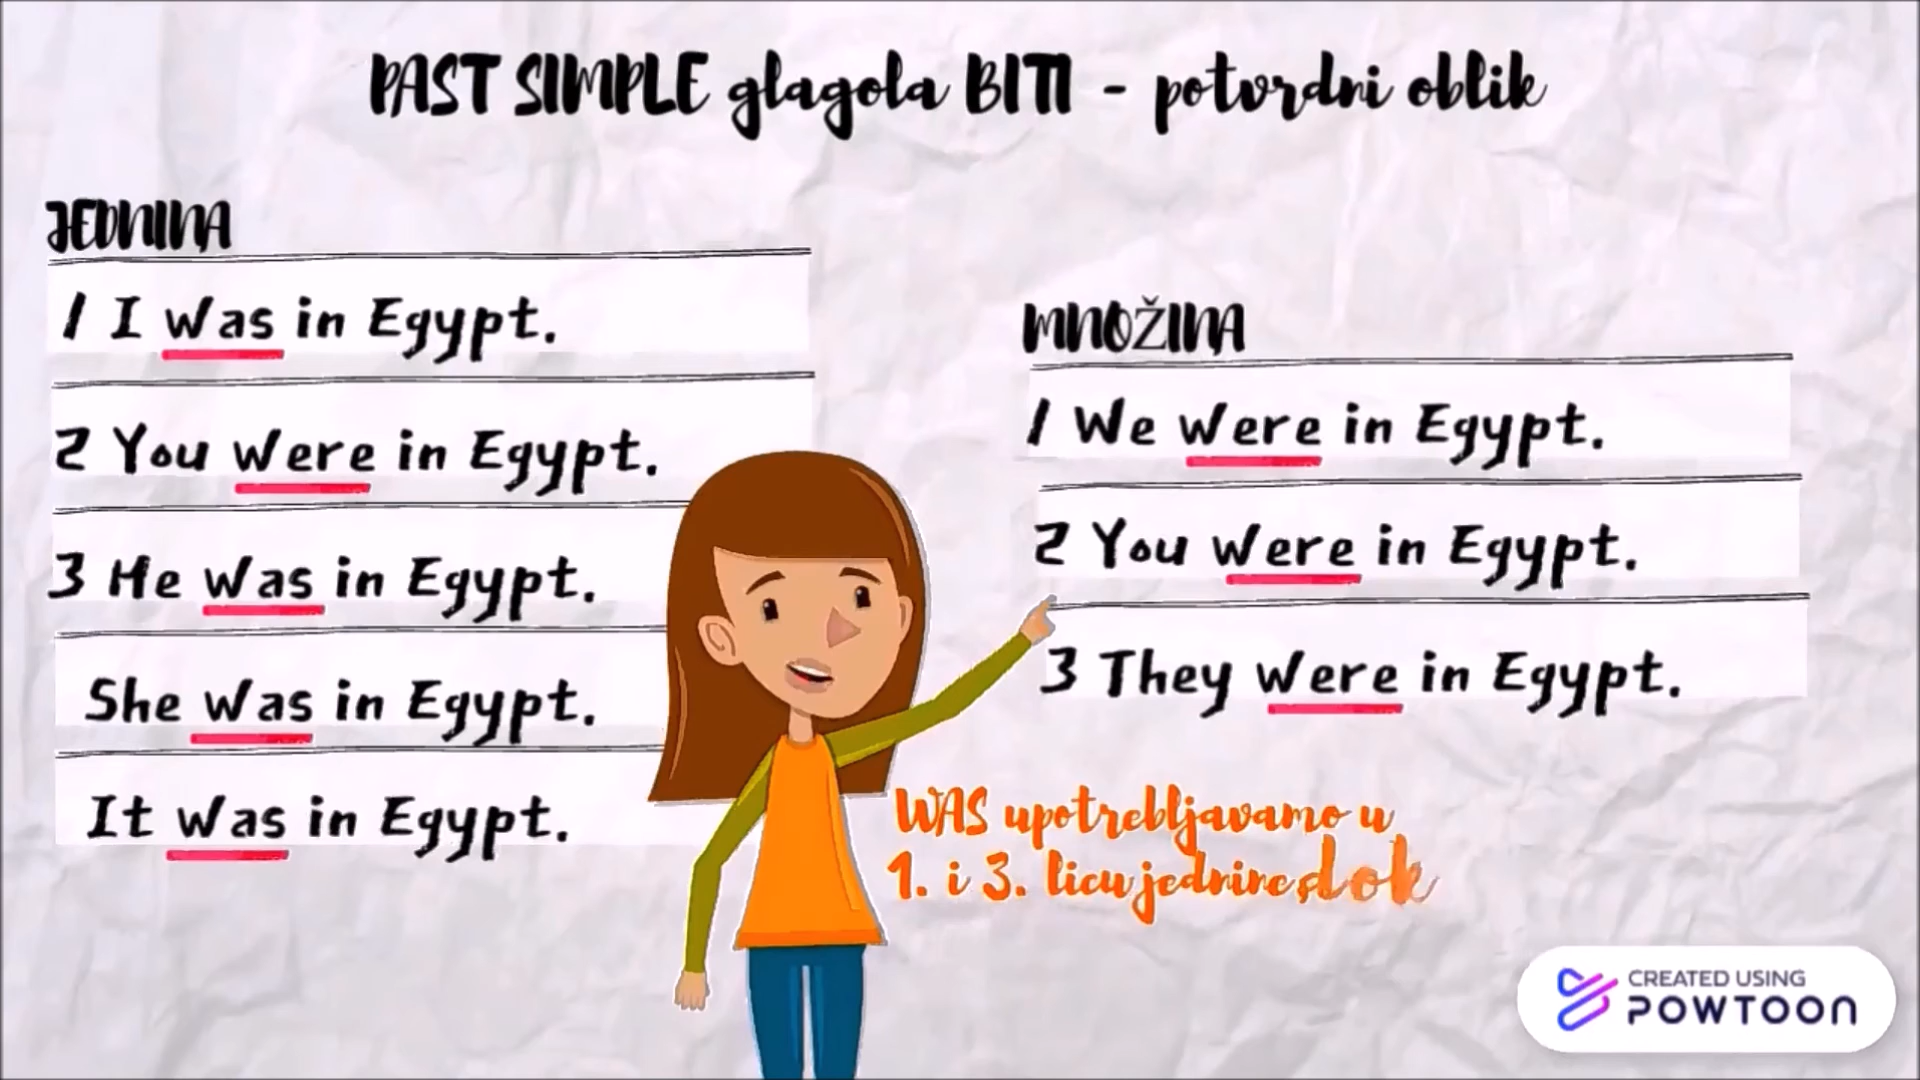 PAST SIMPLE glagola BITI - potvrdni oblik
JEDNINA
1 I was in Egypt.
2 You were in Egypt.
3 He was in Egypt.
She was in Egypt.
It was in Egypt.
MNOŽINA
1 We were in Egypt.
2 You were in Egypt.
3 They were in Egypt.
WAS upotrebljavamo u
1. i 3. licu jednine, dok
CREATED USING
POWTOON